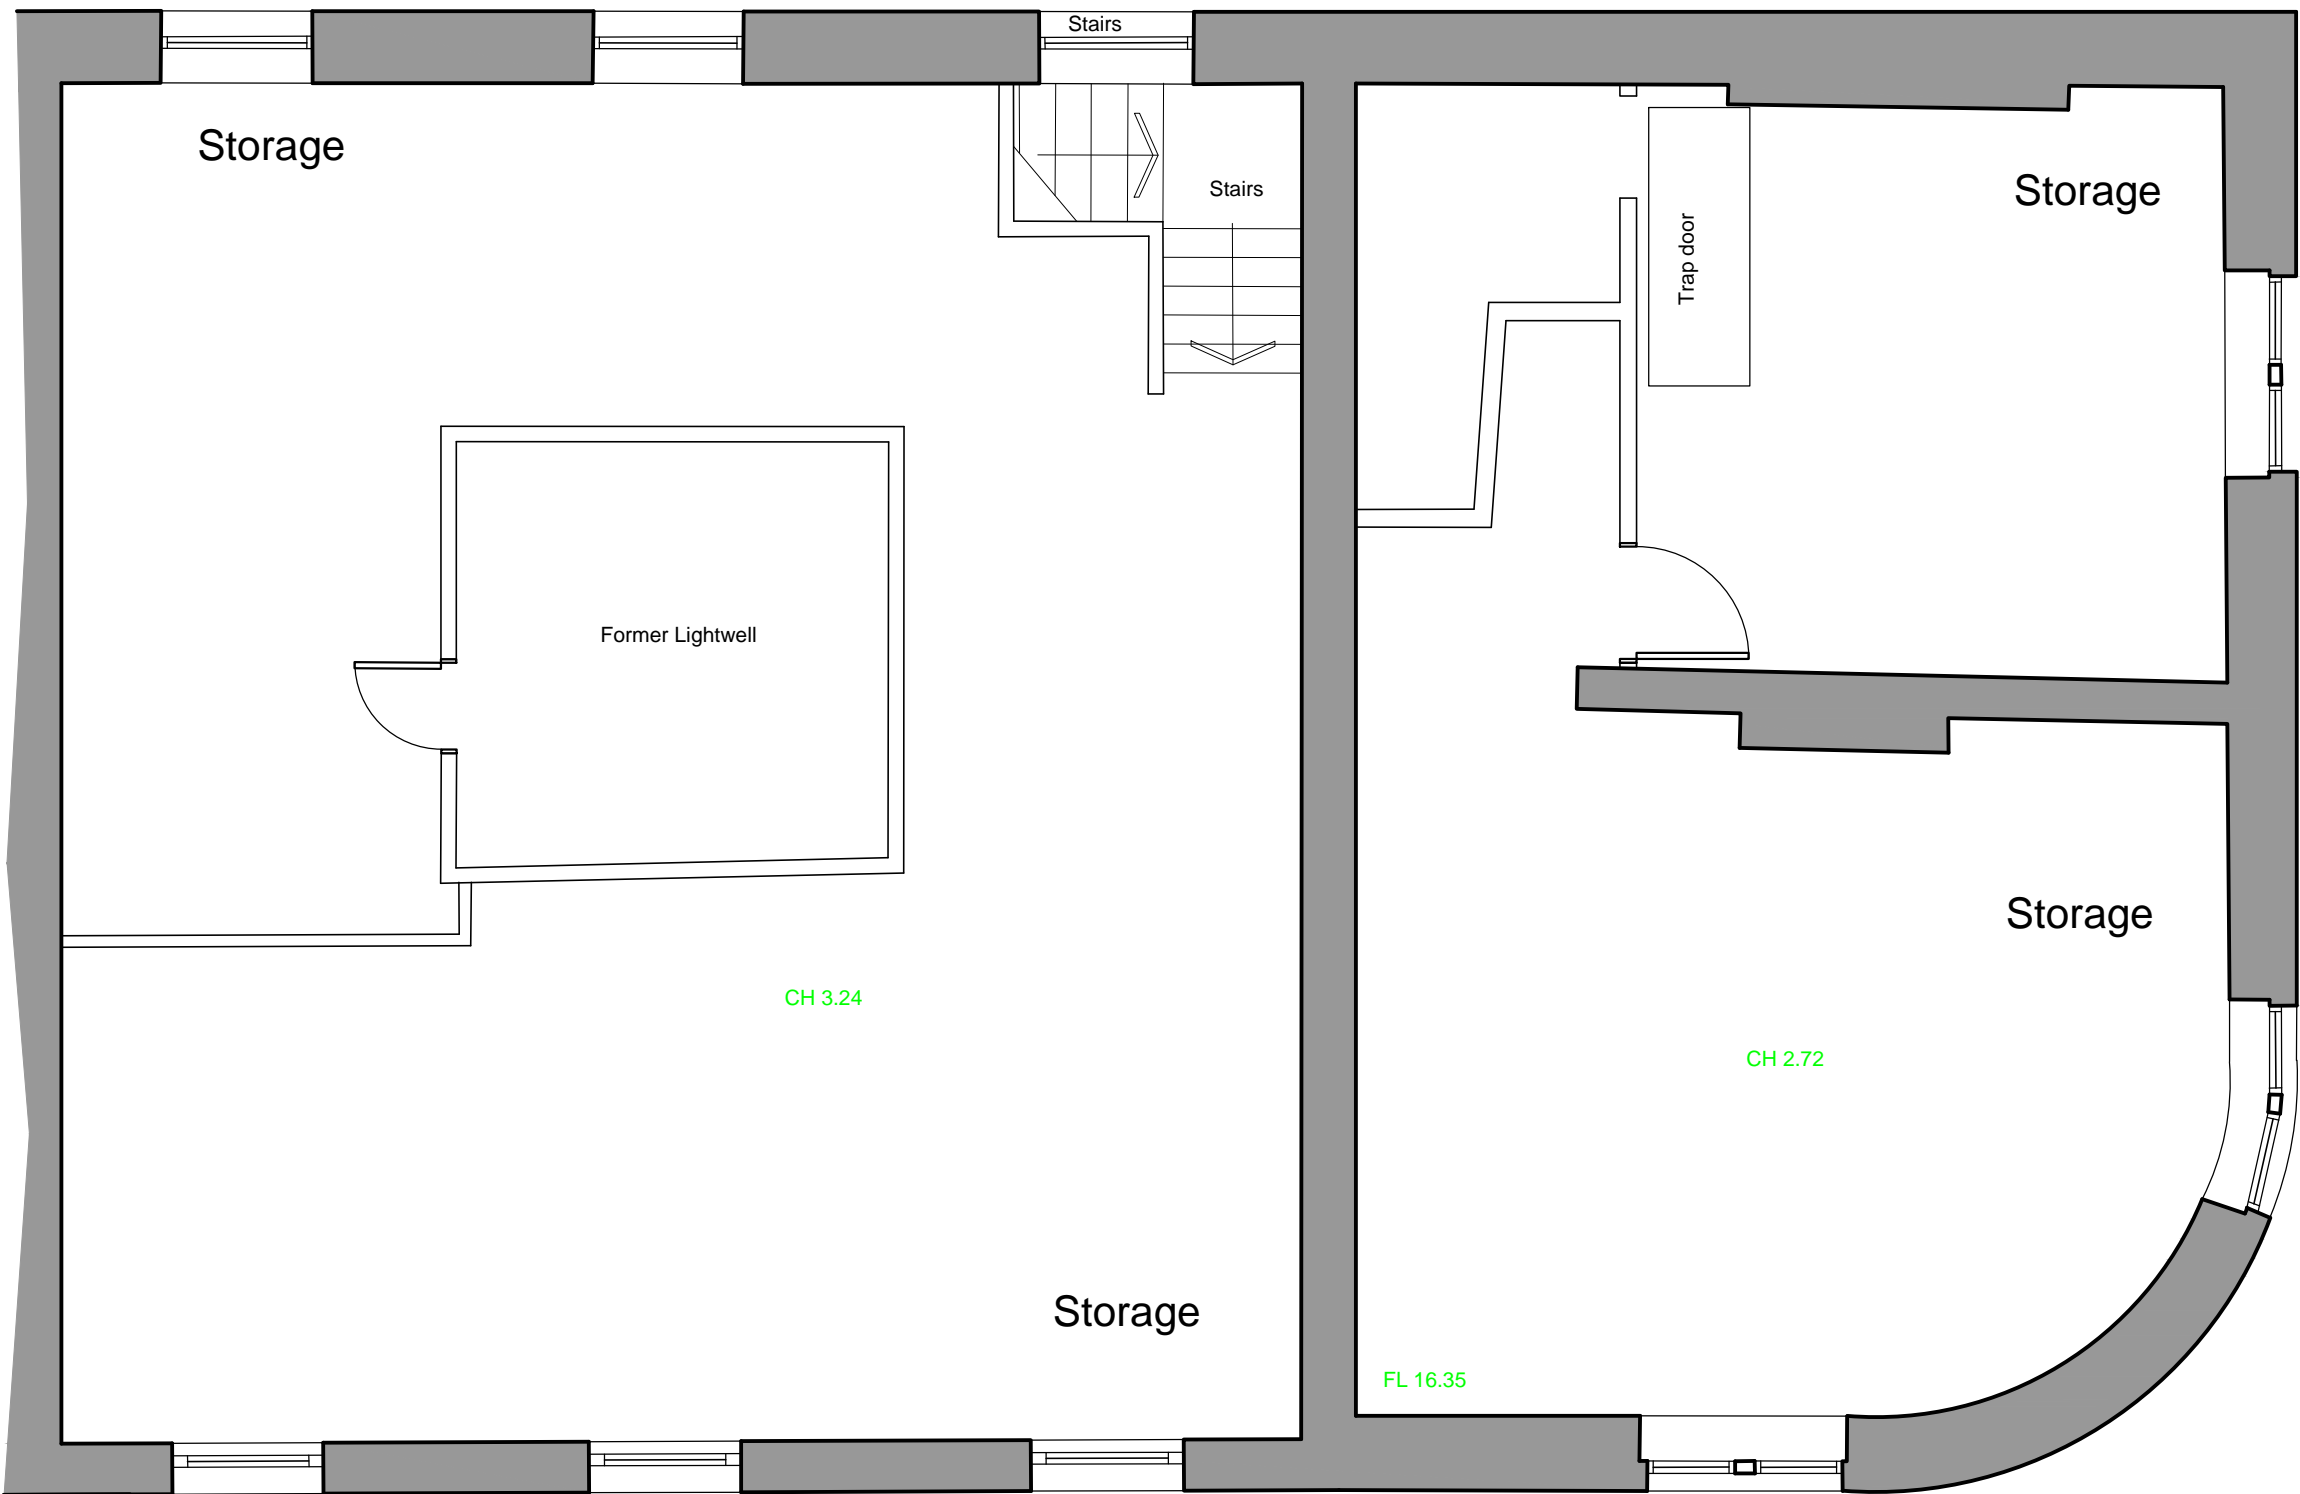 Stairs
Storage
Stairs
Storage
Trap door
Former Lightwell
Storage
CH 3.24
CH 2.72
Storage
FL 16.35